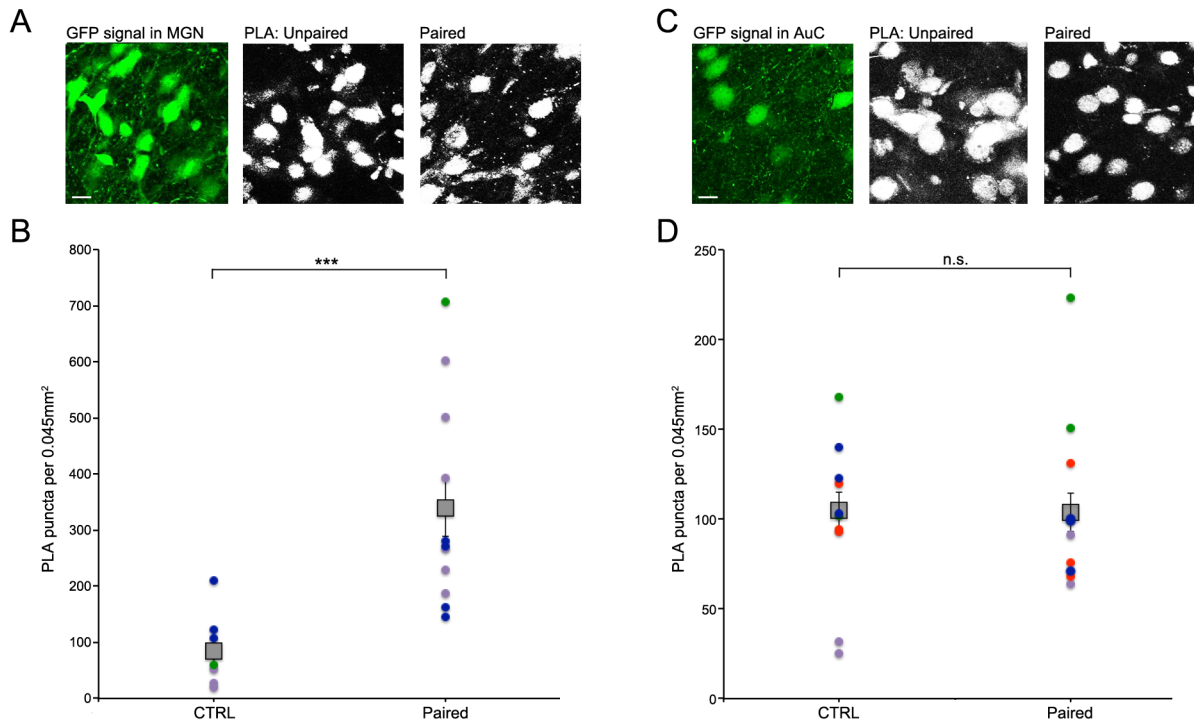 A
GFP signal in MGN
PLA: Unpaired
Paired
C
GFP signal in AuC
PLA: Unpaired
Paired
B
800
700
600
500
400
300
200
100
0
PLA puncta per 0.045mm²
***
CTRL
Paired
D
250
200
150
100
50
0
PLA puncta per 0.045mm²
n.s.
CTRL
Paired